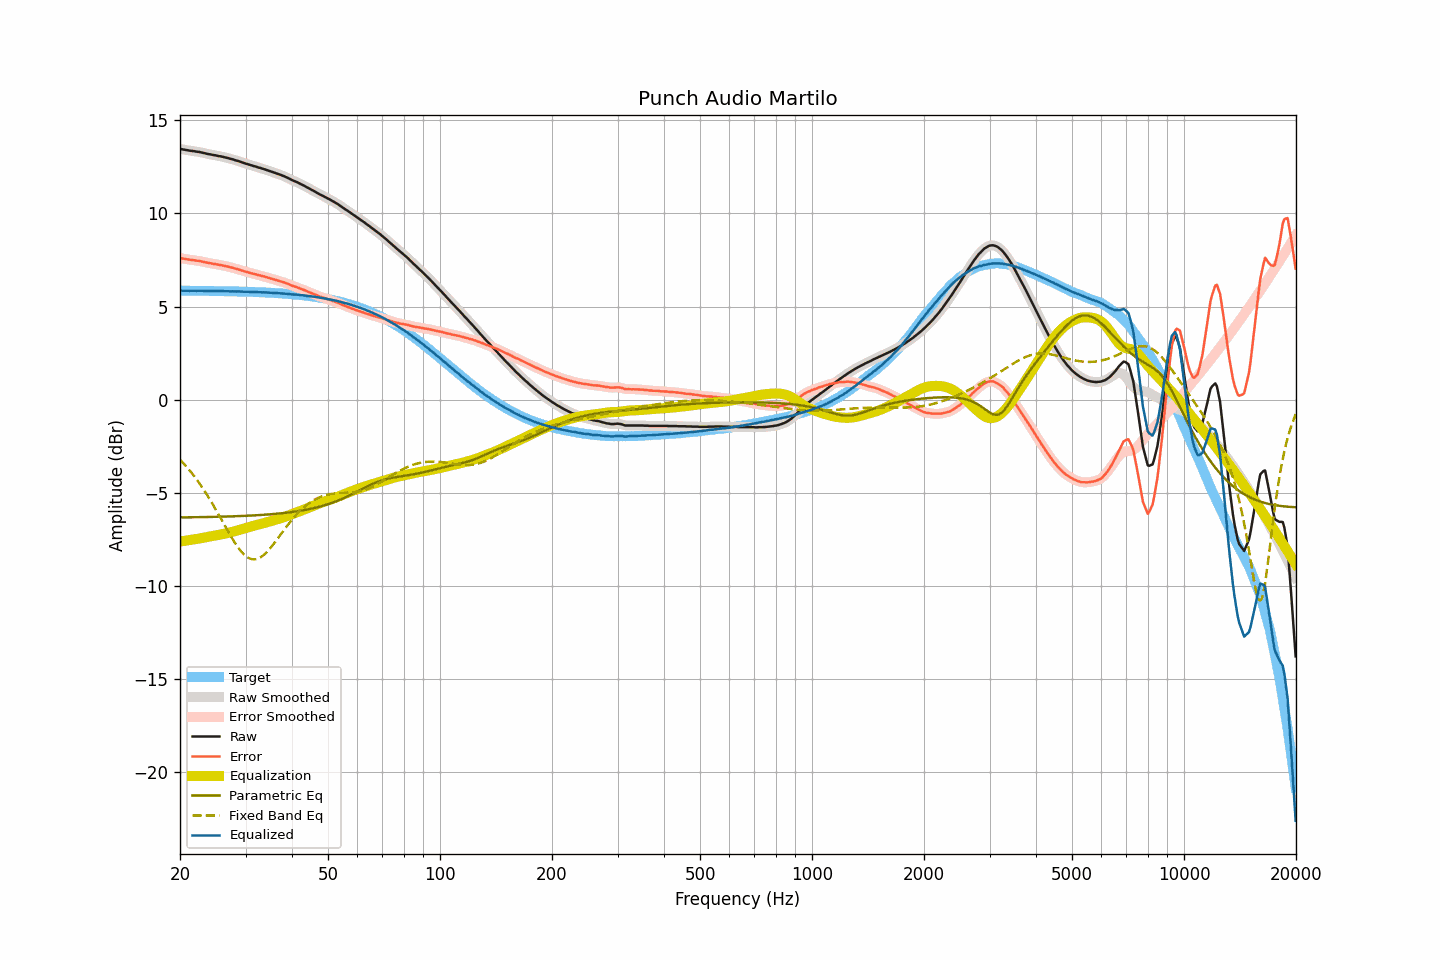 Punch Audio Martilo
15
10
5
0
−5
−10
−15
−20
Amplitude (dBr)
Target
Raw Smoothed
Error Smoothed
Raw
Error
Equalization
Parametric Eq
Fixed Band Eq
Equalized
20 50 100 200 500 1000 2000 5000 10000 20000
Frequency (Hz)